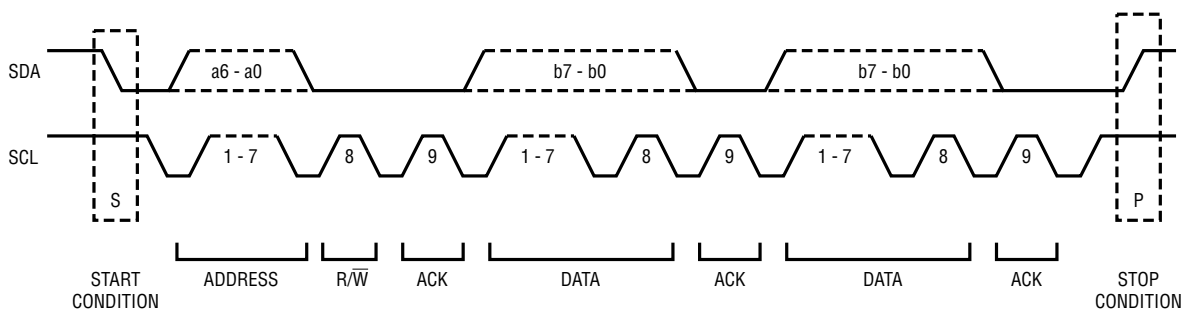 SDA
a6 - a0
b7 - b0
b7 - b0
SCL
1 - 7
8
9
1 - 7
8
9
1 - 7
8
9
S
P
START
CONDITION
ADDRESS
R/W̅
ACK
DATA
ACK
DATA
ACK
STOP
CONDITION